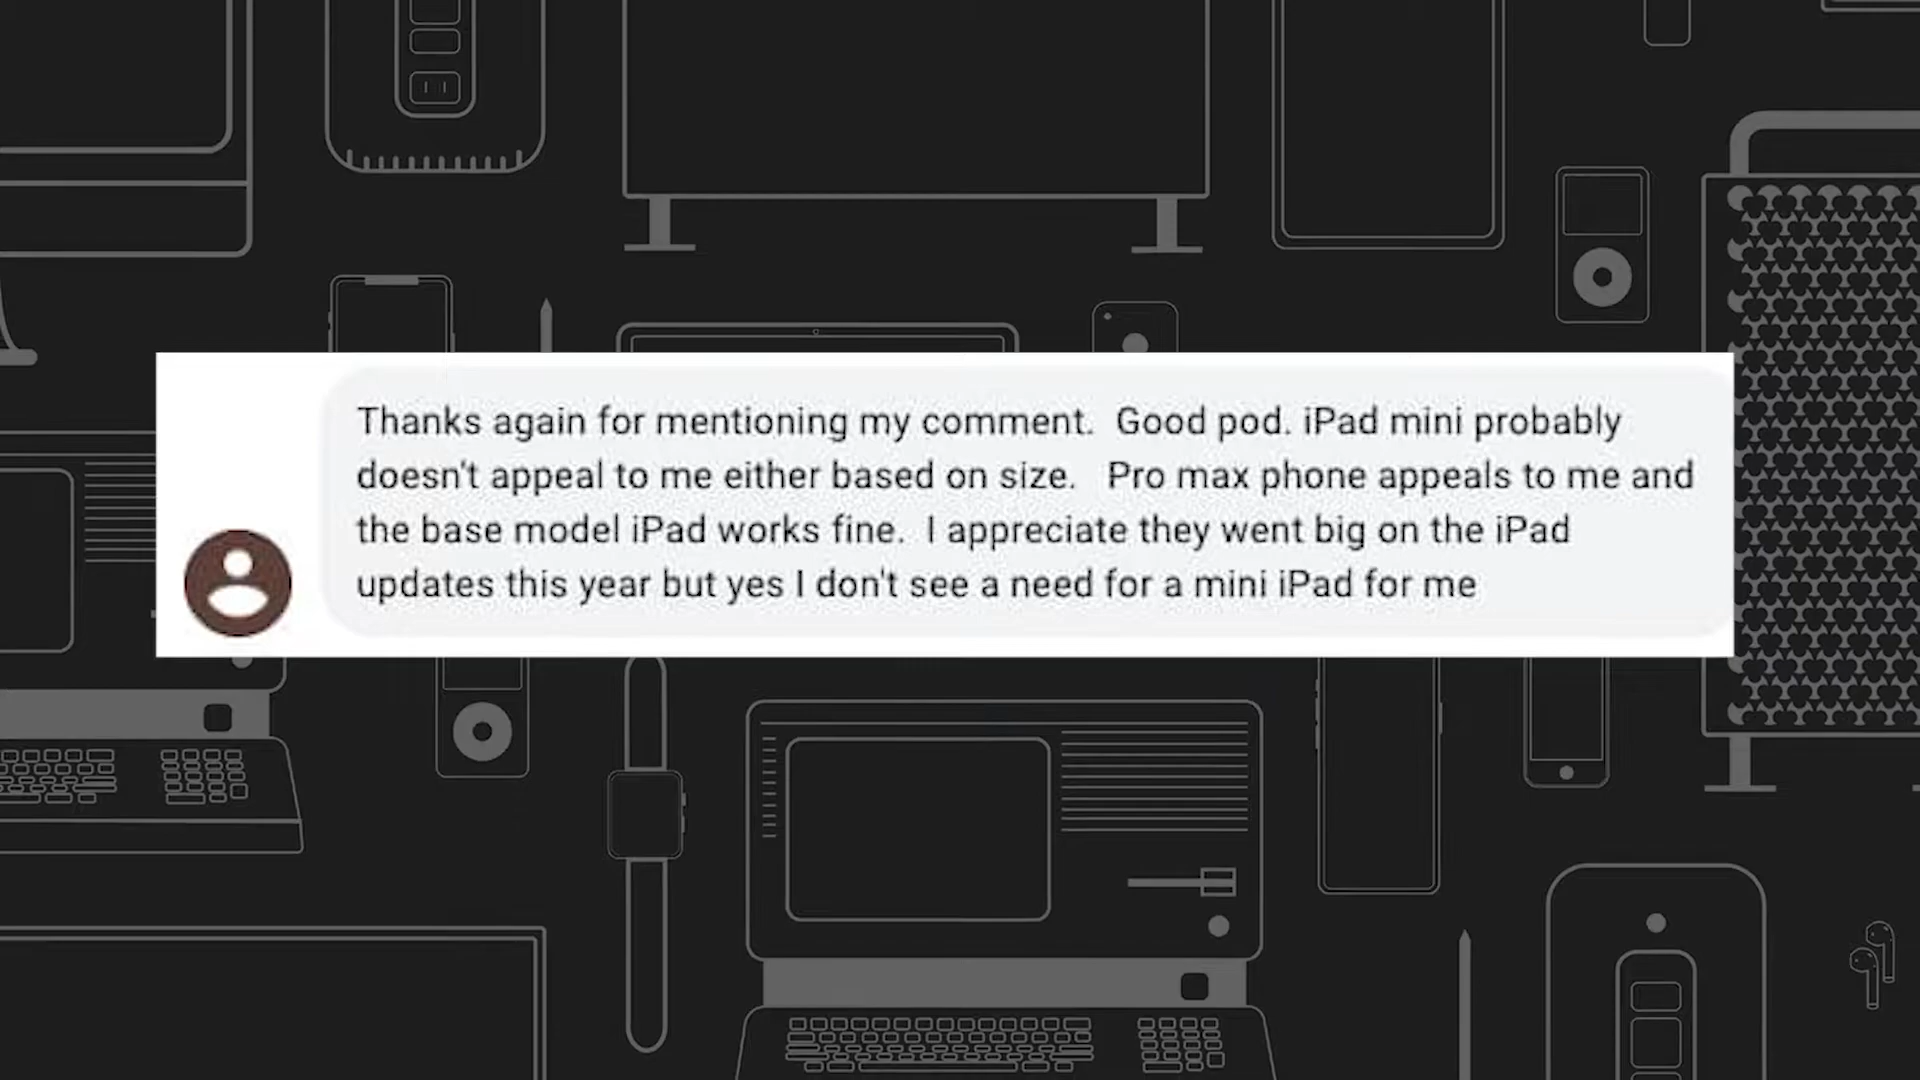 Thanks again for mentioning my comment.  Good pod. iPad mini probably
doesn't appeal to me either based on size.   Pro max phone appeals to me and
the base model iPad works fine.  I appreciate they went big on the iPad
updates this year but yes I don't see a need for a mini iPad for me